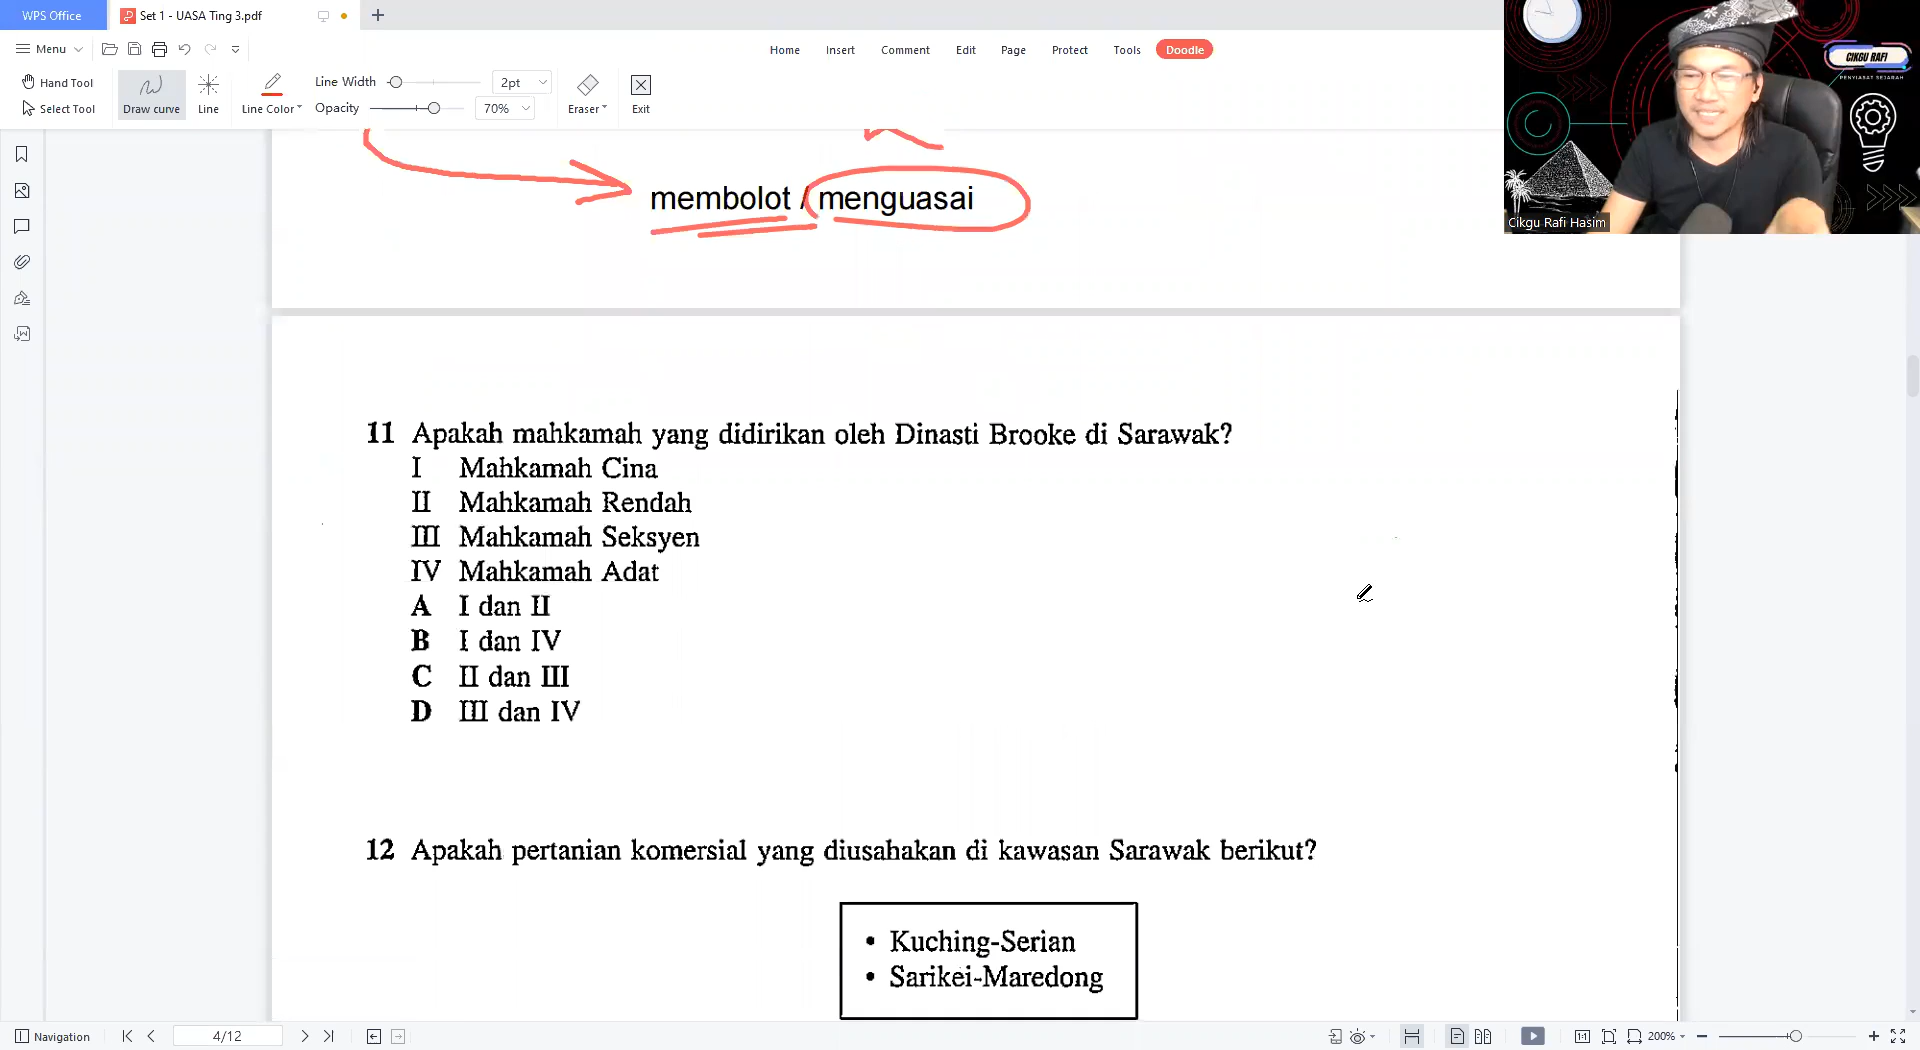 WPS Office
Set 1 - UASA Ting 3.pdf
Menu
Home
Insert
Comment
Edit
Page
Protect
Tools
Doodle
Hand Tool
Select Tool
Draw curve
Line
Line Color
Line Width
2pt
Opacity
70%
Eraser
Exit
CIKGU RAFI
PENYIASAT SEJARAH
Cikgu Rafi Hasim
membolot / menguasai
11 Apakah mahkamah yang didirikan oleh Dinasti Brooke di Sarawak?
I Mahkamah Cina
II Mahkamah Rendah
III Mahkamah Seksyen
IV Mahkamah Adat
A I dan II
B I dan IV
C II dan III
D III dan IV
12 Apakah pertanian komersial yang diusahakan di kawasan Sarawak berikut?
• Kuching-Serian
• Sarikei-Maredong
Navigation
4/12
1:1
200%